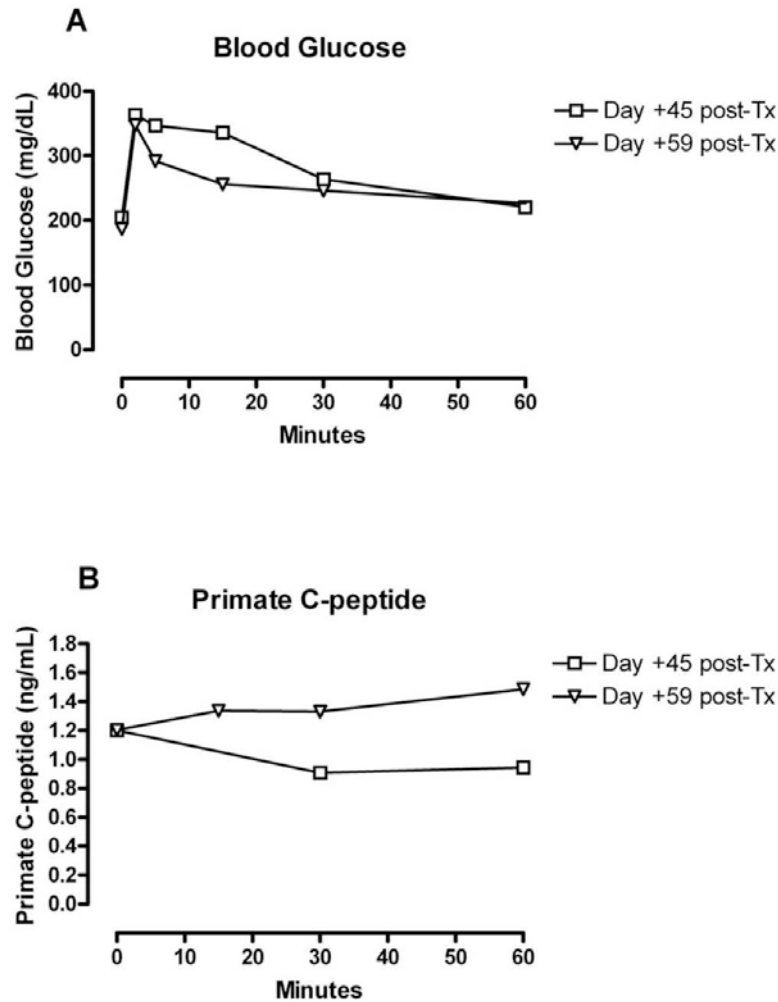 A
Blood Glucose
Blood Glucose (mg/dL)
400
300
200
100
0
0 10 20 30 40 50 60
Minutes
Day +45 post-Tx
Day +59 post-Tx
B
Primate C-peptide
Primate C-peptide (ng/mL)
1.8
1.6
1.4
1.2
1.0
0.8
0.6
0.4
0.2
0.0
0 10 20 30 40 50 60
Minutes
Day +45 post-Tx
Day +59 post-Tx